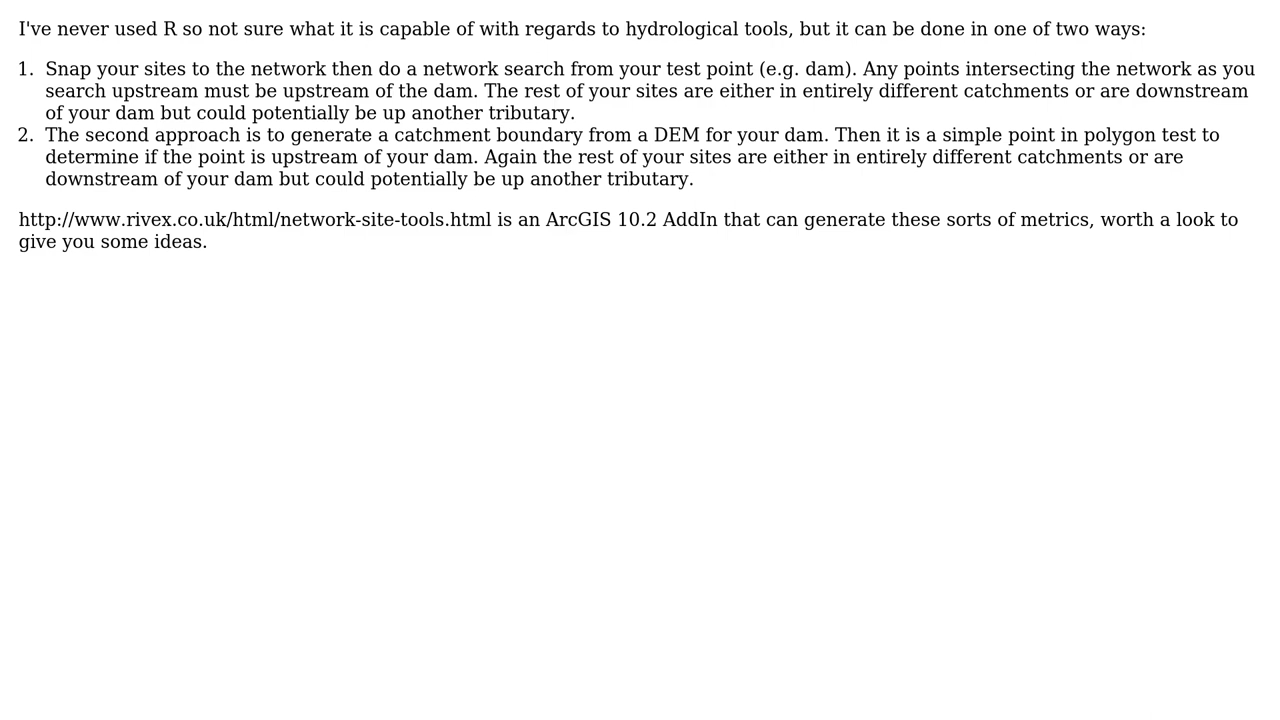 I've never used R so not sure what it is capable of with regards to hydrological tools, but it can be done in one of two ways:
1. Snap your sites to the network then do a network search from your test point (e.g. dam). Any points intersecting the network as you
search upstream must be upstream of the dam. The rest of your sites are either in entirely different catchments or are downstream
of your dam but could potentially be up another tributary.
2. The second approach is to generate a catchment boundary from a DEM for your dam. Then it is a simple point in polygon test to
determine if the point is upstream of your dam. Again the rest of your sites are either in entirely different catchments or are
downstream of your dam but could potentially be up another tributary.
http://www.rivex.co.uk/html/network-site-tools.html is an ArcGIS 10.2 AddIn that can generate these sorts of metrics, worth a look to
give you some ideas.